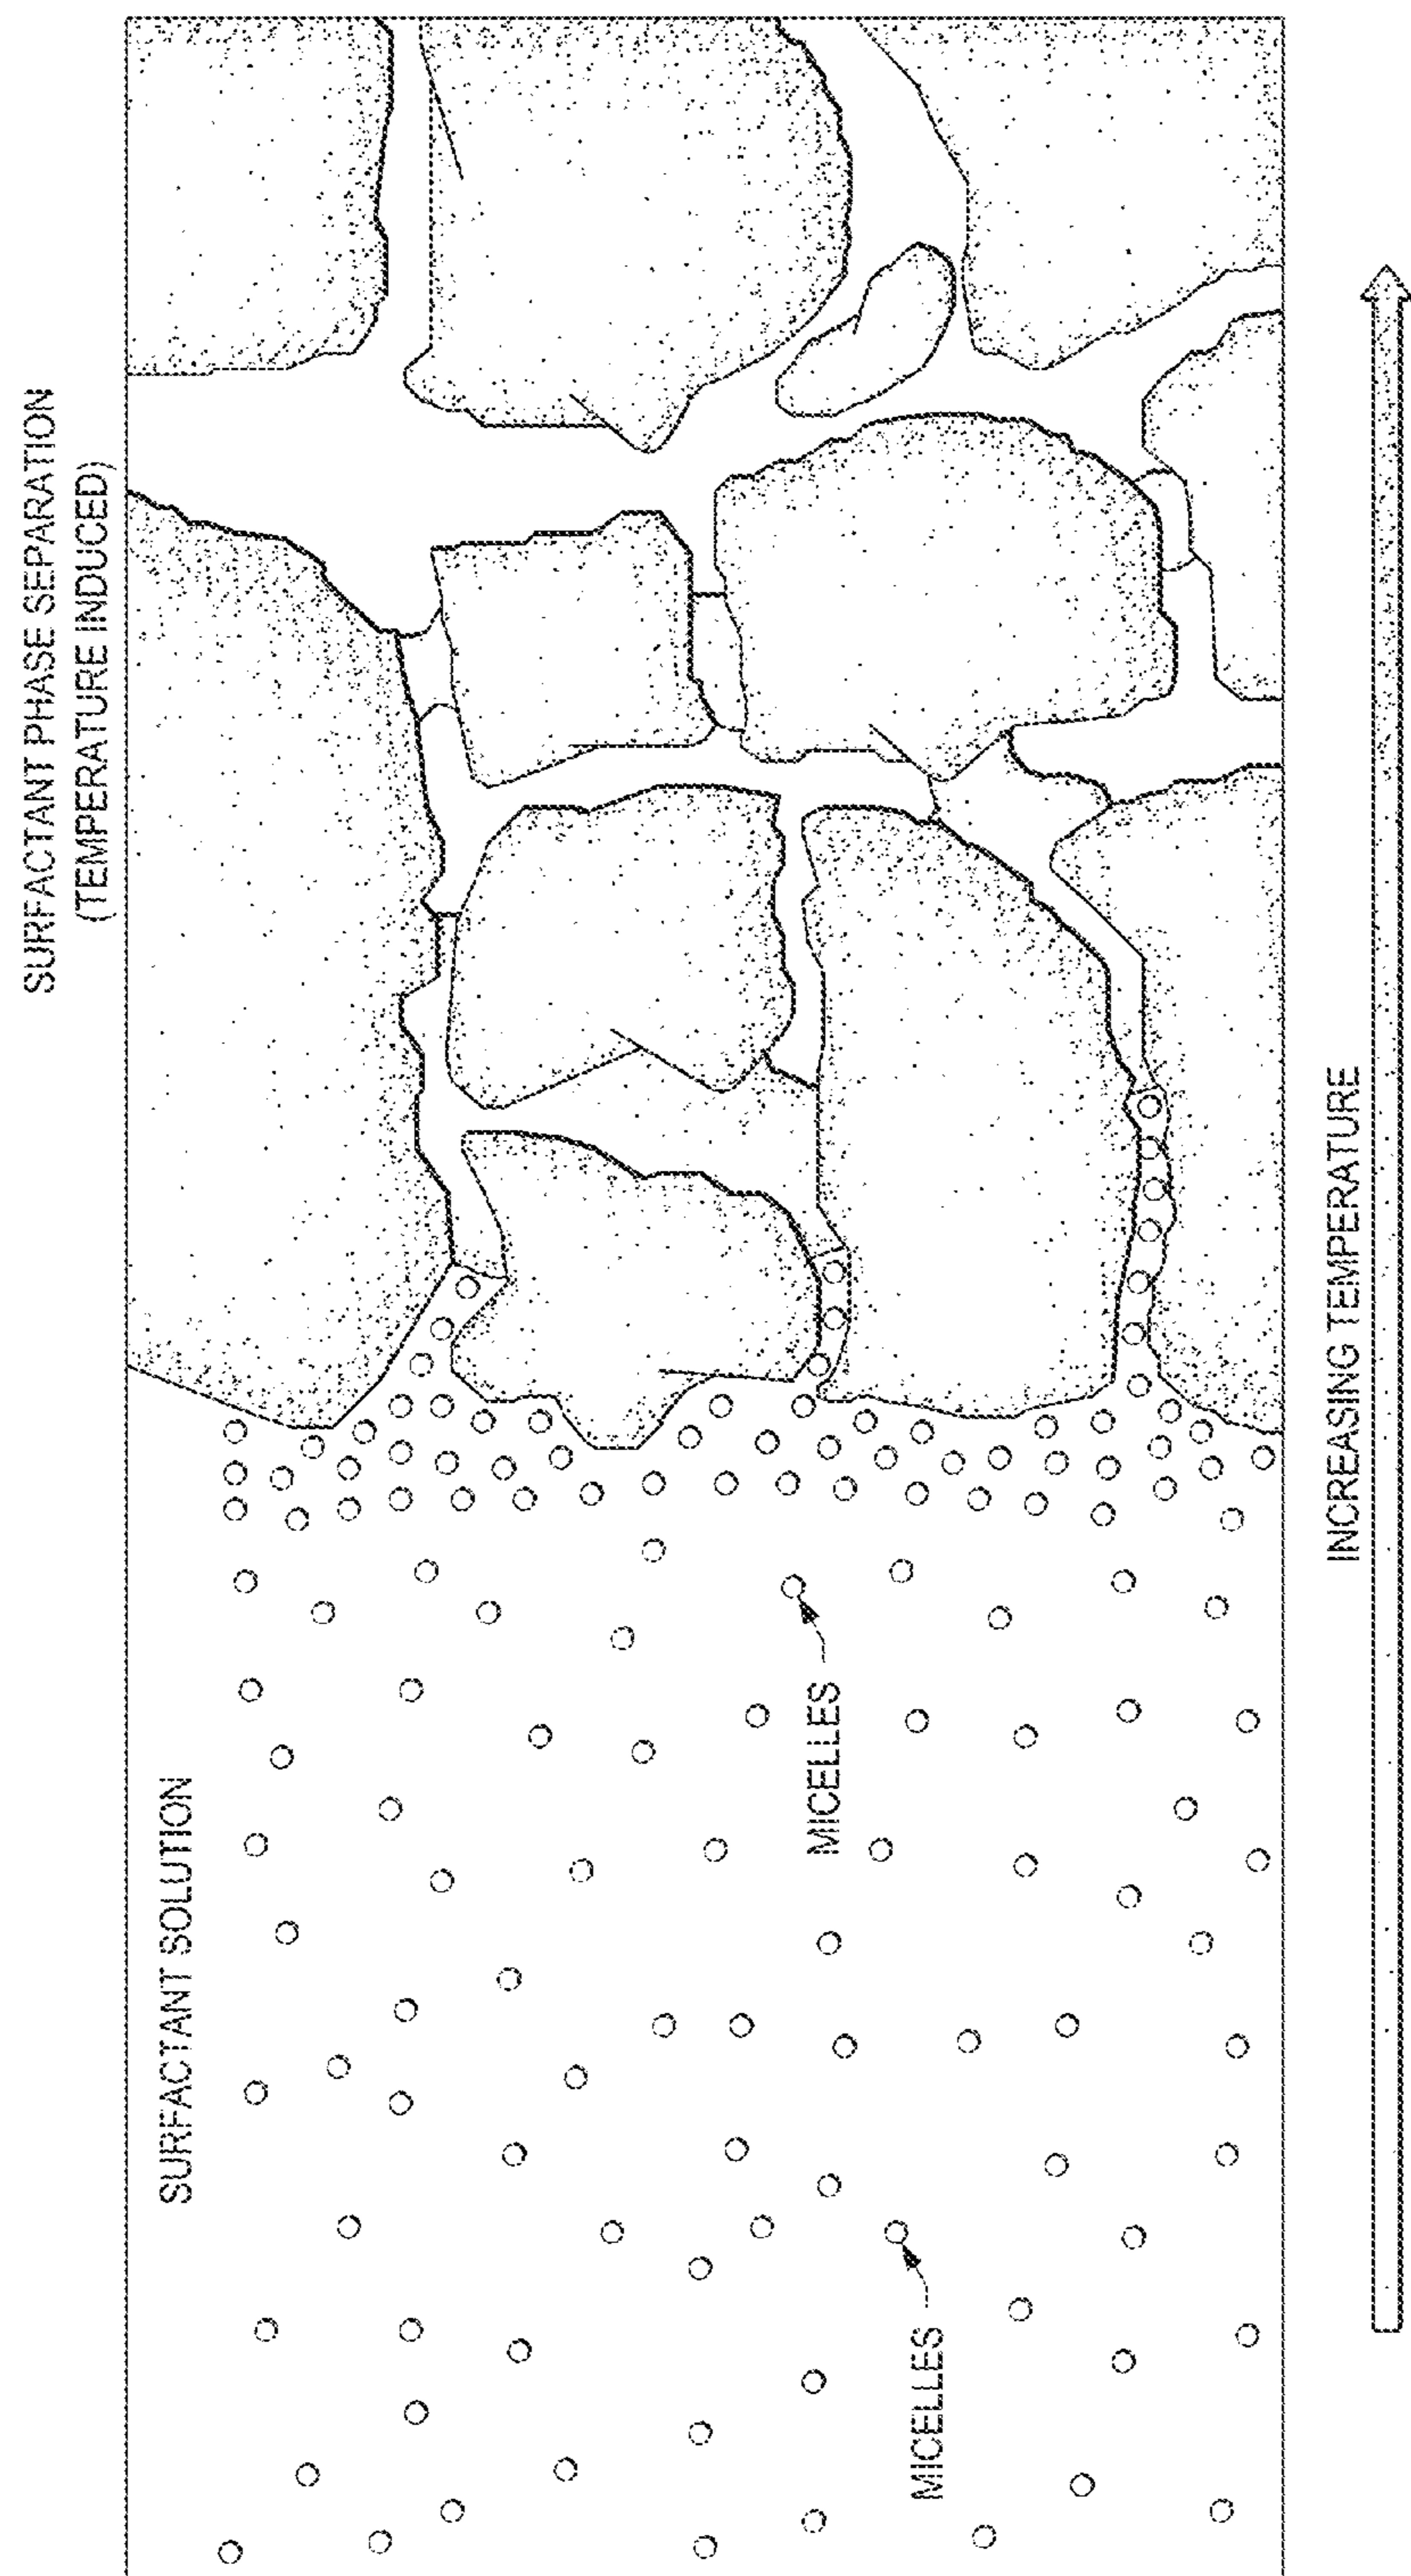 SURFACTANT PHASE SEPARATION
(TEMPERATURE INDUCED)
SURFACTANT SOLUTION
MICELLES
MICELLES
INCREASING TEMPERATURE